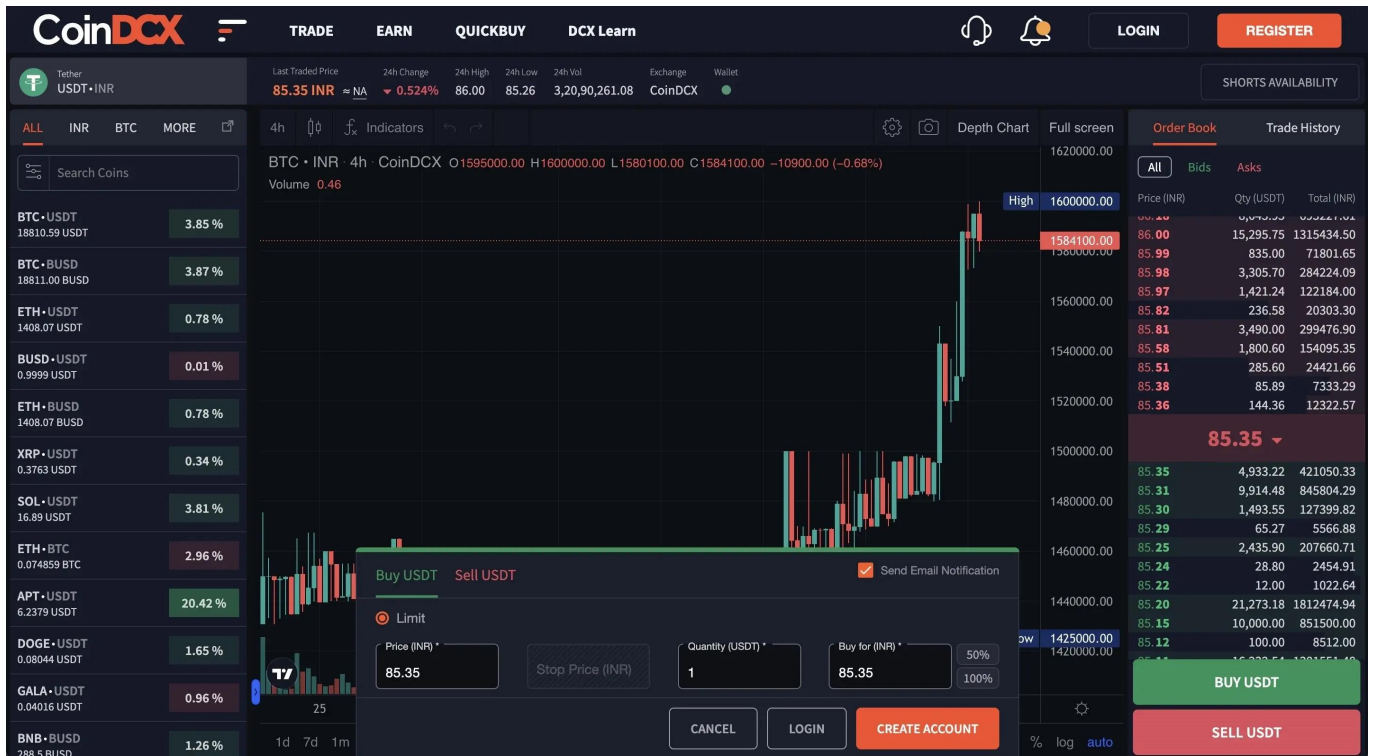 CoinDCX TRADE EARN QUICKBUY DCX Learn LOGIN REGISTER
Tether
USDT•INR
Last Traded Price 24h Change 24h High 24h Low 24h Vol Exchange Wallet
85.35 INR ≈ NA 0.524% 86.00 85.26 3,20,90,261.08 CoinDCX
SHORTS AVAILABILITY
ALL INR BTC MORE
Search Coins
BTC•USDT
18810.59 USDT
3.85 %
BTC•BUSD
18811.00 BUSD
3.87 %
ETH•USDT
1408.07 USDT
0.78 %
BUSD•USDT
0.9999 USDT
0.01 %
ETH•BUSD
1408.07 BUSD
0.78 %
XRP•USDT
0.3763 USDT
0.34 %
SOL•USDT
16.89 USDT
3.81 %
ETH•BTC
0.074859 BTC
2.96 %
APT•USDT
6.2379 USDT
20.42 %
DOGE•USDT
0.08044 USDT
1.65 %
GALA•USDT
0.04016 USDT
0.96 %
BNB•BUSD
288.5 BUSD
1.26 %
4h fx Indicators Depth Chart Full screen
BTC • INR · 4h · CoinDCX O1595000.00 H1600000.00 L1580100.00 C1584100.00 −10900.00 (−0.68%)
Volume 0.46
1620000.00
High 1600000.00
1584100.00
1580000.00
1560000.00
1540000.00
1520000.00
1500000.00
1480000.00
1460000.00
1440000.00
1425000.00
1420000.00
25
1d 7d 1m % log auto
Buy USDT Sell USDT Send Email Notification
Limit
Price (INR) *
85.35
Stop Price (INR)
Quantity (USDT) *
1
Buy for (INR) *
85.35
50%
100%
CANCEL LOGIN CREATE ACCOUNT
Order Book Trade History
All Bids Asks
Price (INR) Qty (USDT) Total (INR)
86.00 15,295.75 1315434.50
85.99 835.00 71801.65
85.98 3,305.70 284224.09
85.97 1,421.24 122184.00
85.82 236.58 20303.30
85.81 3,490.00 299476.90
85.58 1,800.60 154095.35
85.51 285.60 24421.66
85.38 85.89 7333.29
85.36 144.36 12322.57
85.35
85.35 4,933.22 421050.33
85.31 9,914.48 845804.29
85.30 1,493.55 127399.82
85.29 65.27 5566.88
85.25 2,435.90 207660.71
85.24 28.80 2454.91
85.22 12.00 1022.64
85.20 21,273.18 1812474.94
85.15 10,000.00 851500.00
85.12 100.00 8512.00
BUY USDT
SELL USDT